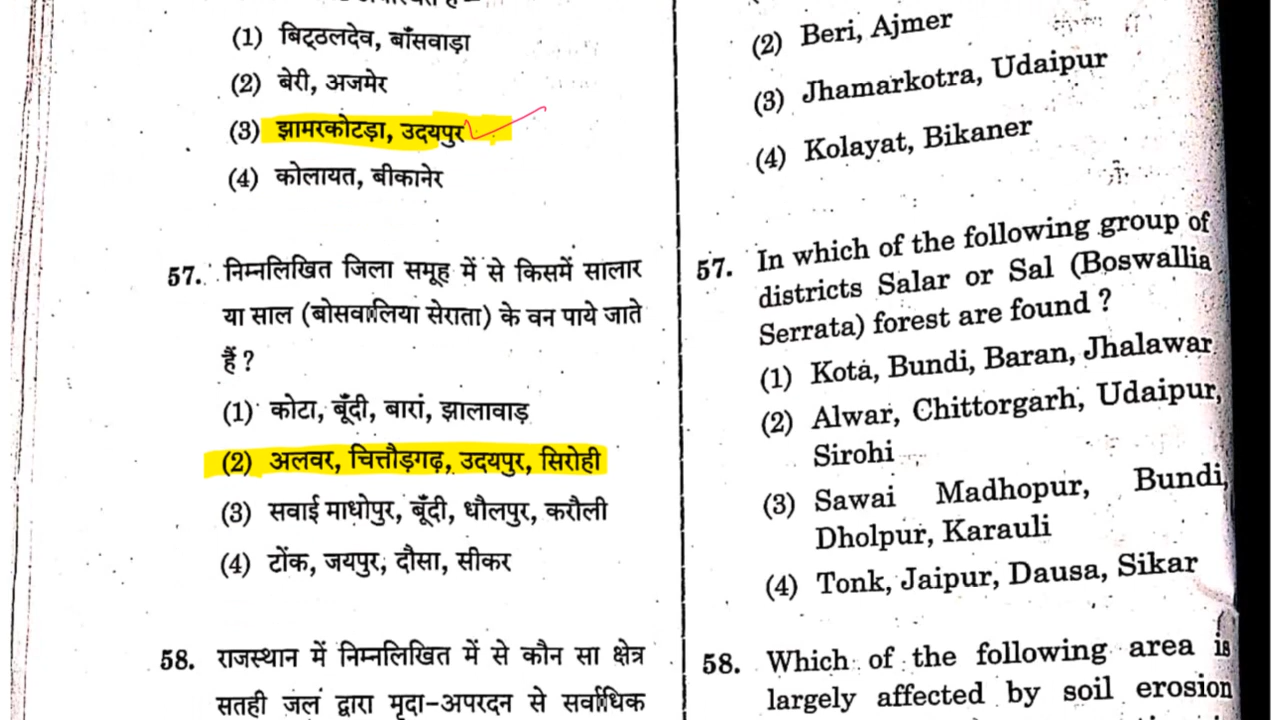 (1) बिट्ठलदेव, बाँसवाड़ा
(2) बेरी, अजमेर
(3) झामरकोटड़ा, उदयपुर
(4) कोलायत, बीकानेर
57. निम्नलिखित जिला समूह में से किसमें सालार
या साल (बोसवालिया सेराता) के वन पाये जाते
हैं ?
(1) कोटा, बूँदी, बारां, झालावाड़
(2) अलवर, चित्तौड़गढ़, उदयपुर, सिरोही
(3) सवाई माधोपुर, बूँदी, धौलपुर, करौली
(4) टोंक, जयपुर, दौसा, सीकर
58. राजस्थान में निम्नलिखित में से कौन सा क्षेत्र
सतही जल द्वारा मृदा-अपरदन से सर्वाधिक
(2) Beri, Ajmer
(3) Jhamarkotra, Udaipur
(4) Kolayat, Bikaner
57. In which of the following group of
districts Salar or Sal (Boswallia
Serrata) forest are found ?
(1) Kota, Bundi, Baran, Jhalawar
(2) Alwar, Chittorgarh, Udaipur,
Sirohi
(3) Sawai Madhopur, Bundi,
Dholpur, Karauli
(4) Tonk, Jaipur, Dausa, Sikar
58. Which of the following area is
largely affected by soil erosion